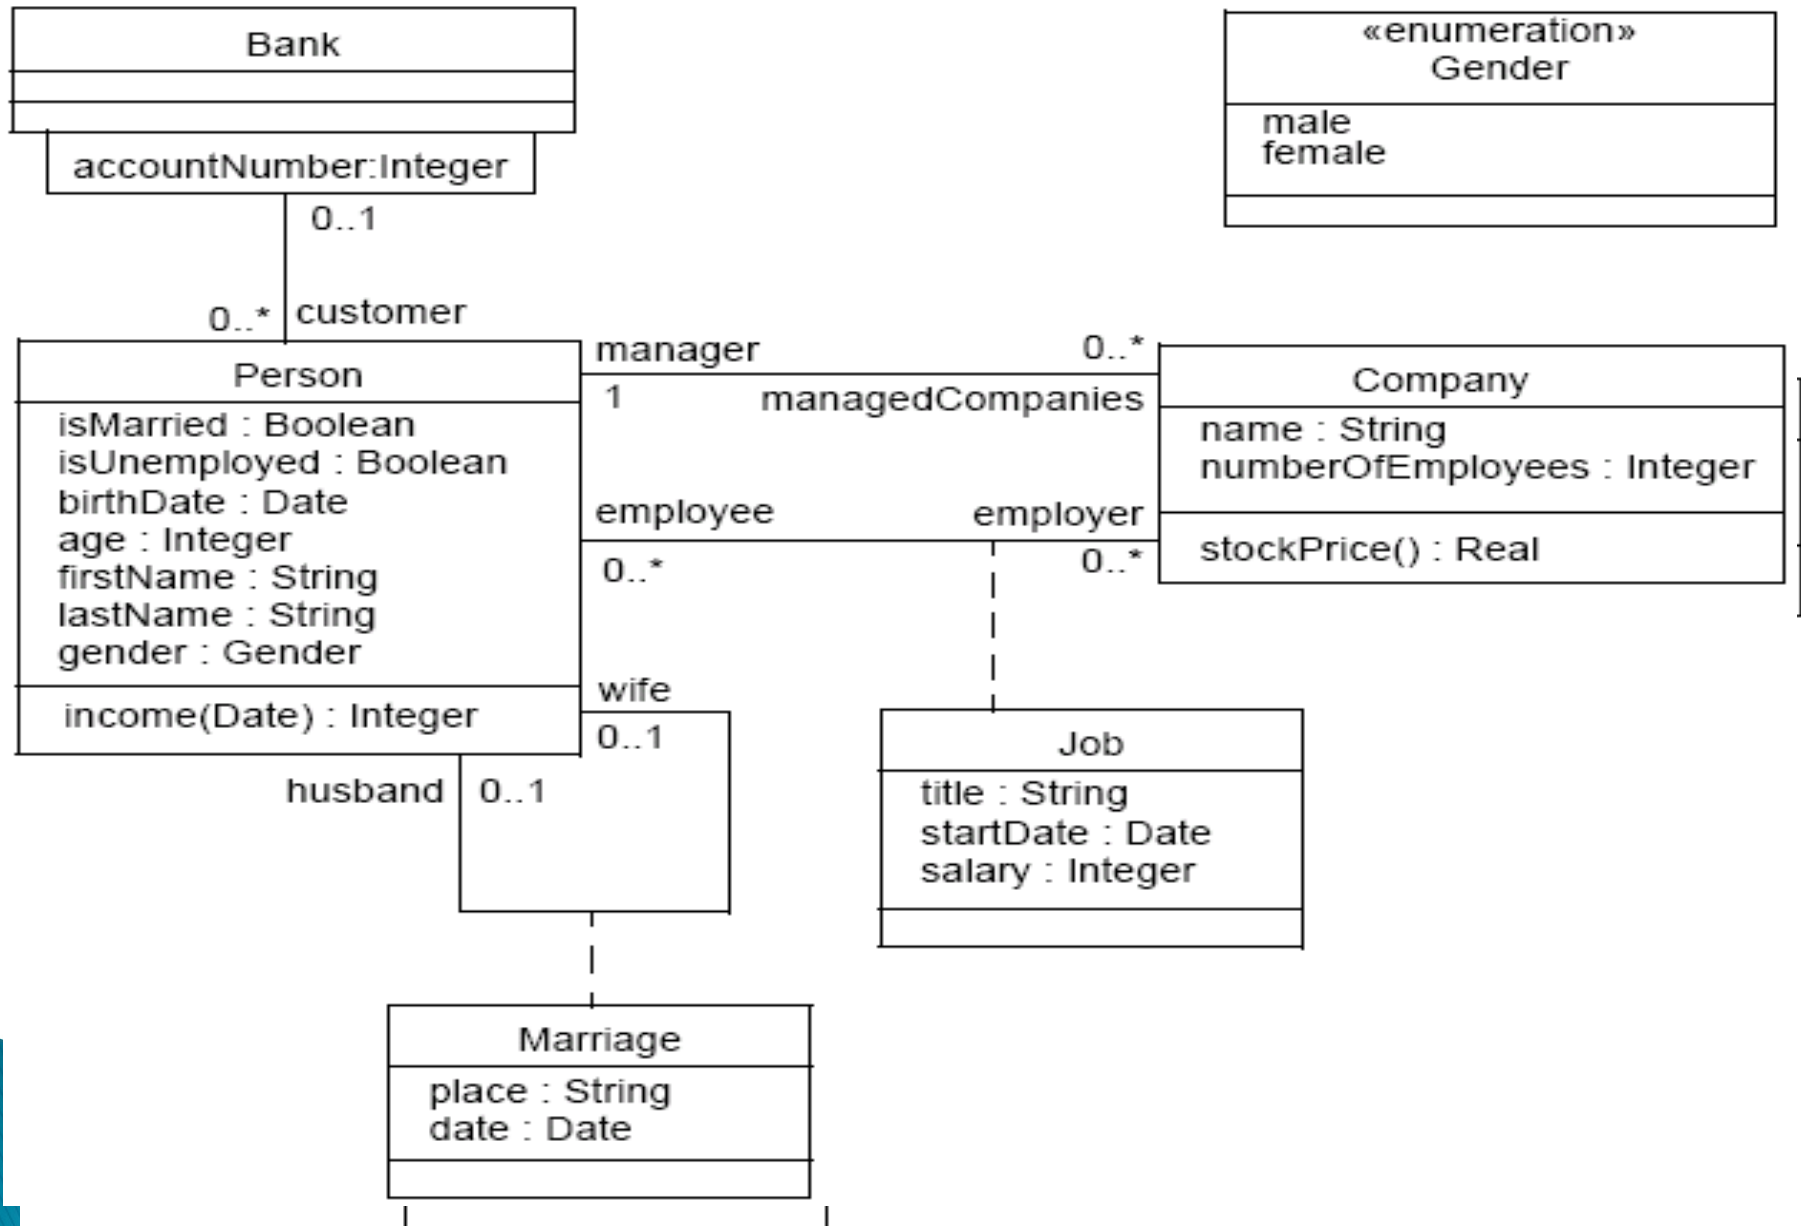 Bank
accountNumber:Integer
0..1
0..*
customer
«enumeration»
Gender
male
female
Person
isMarried : Boolean
isUnemployed : Boolean
birthDate : Date
age : Integer
firstName : String
lastName : String
gender : Gender
income(Date) : Integer
manager
1
0..*
managedCompanies
employee
0..*
employer
0..*
Company
name : String
numberOfEmployees : Integer
stockPrice() : Real
wife
0..1
husband
0..1
Job
title : String
startDate : Date
salary : Integer
Marriage
place : String
date : Date